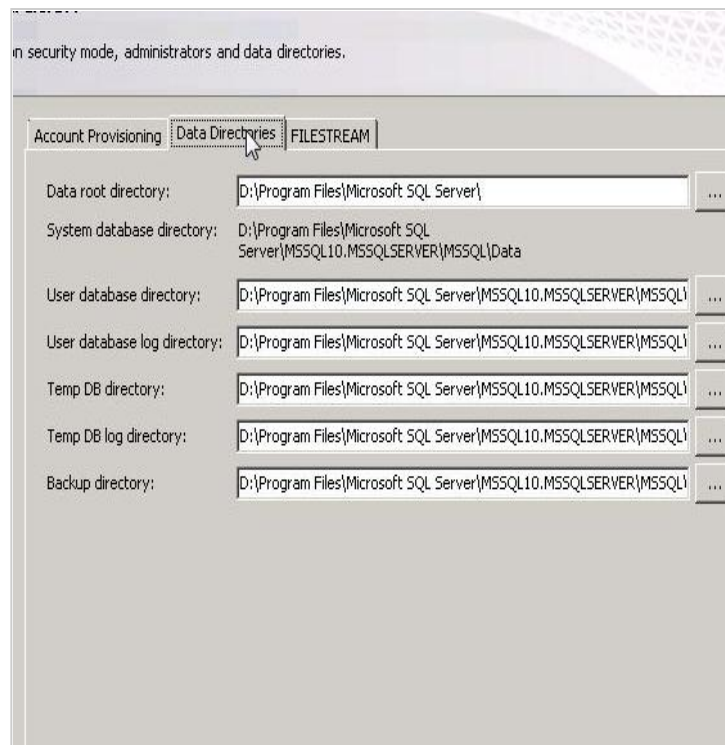 n security mode, administrators and data directories.
Account Provisioning Data Directories FILESTREAM
Data root directory: D:\Program Files\Microsoft SQL Server\ ...
System database directory: D:\Program Files\Microsoft SQL
Server\MSSQL10.MSSQLSERVER\MSSQL\Data
User database directory: D:\Program Files\Microsoft SQL Server\MSSQL10.MSSQLSERVER\MSSQL\ ...
User database log directory: D:\Program Files\Microsoft SQL Server\MSSQL10.MSSQLSERVER\MSSQL\ ...
Temp DB directory: D:\Program Files\Microsoft SQL Server\MSSQL10.MSSQLSERVER\MSSQL\ ...
Temp DB log directory: D:\Program Files\Microsoft SQL Server\MSSQL10.MSSQLSERVER\MSSQL\ ...
Backup directory: D:\Program Files\Microsoft SQL Server\MSSQL10.MSSQLSERVER\MSSQL\ ...